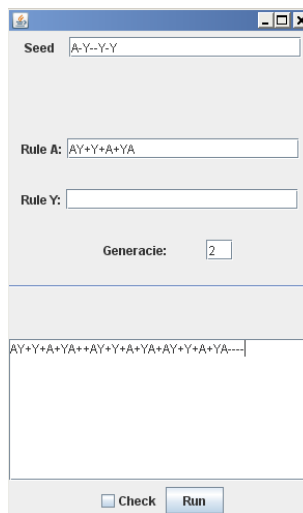 Seed A-Y--Y-Y
Rule A: AY+Y+A+YA
Rule Y:
Generacie: 2
AY+Y+A+YA++AY+Y+A+YA+AY+Y+A+YA----
Check Run